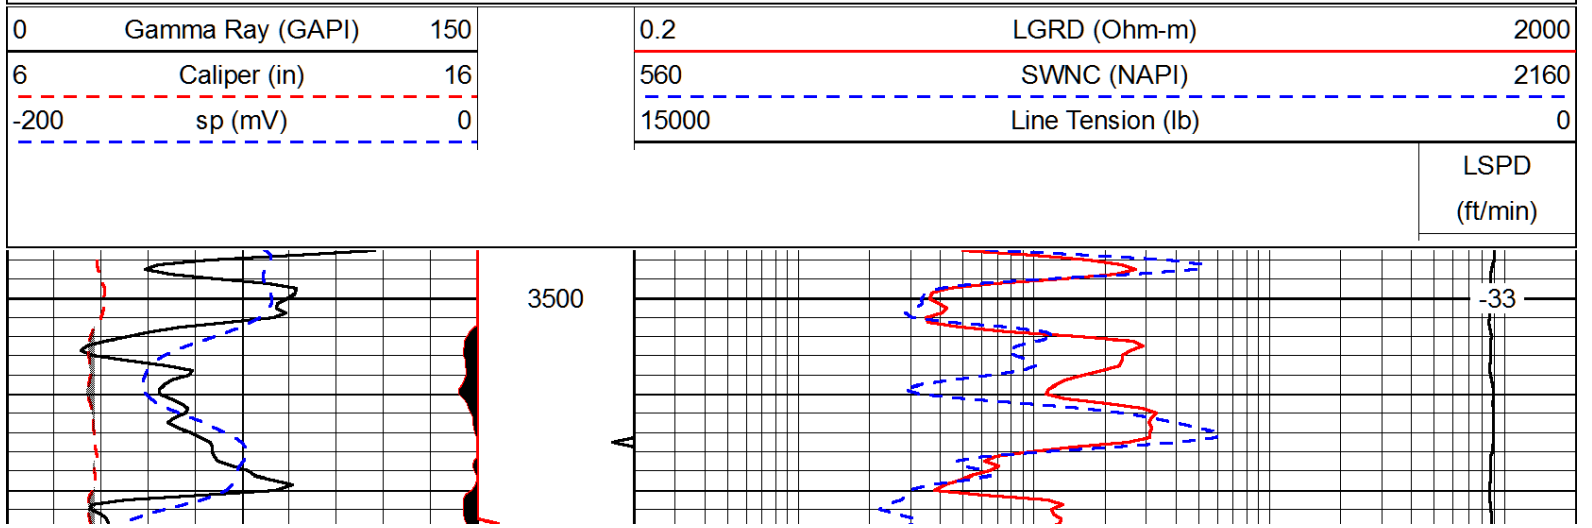 0 Gamma Ray (GAPI) 150 0.2 LGRD (Ohm-m) 2000
6 Caliper (in) 16 560 SWNC (NAPI) 2160
-200 sp (mV) 0 15000 Line Tension (lb) 0
LSPD
(ft/min)
3500 -33